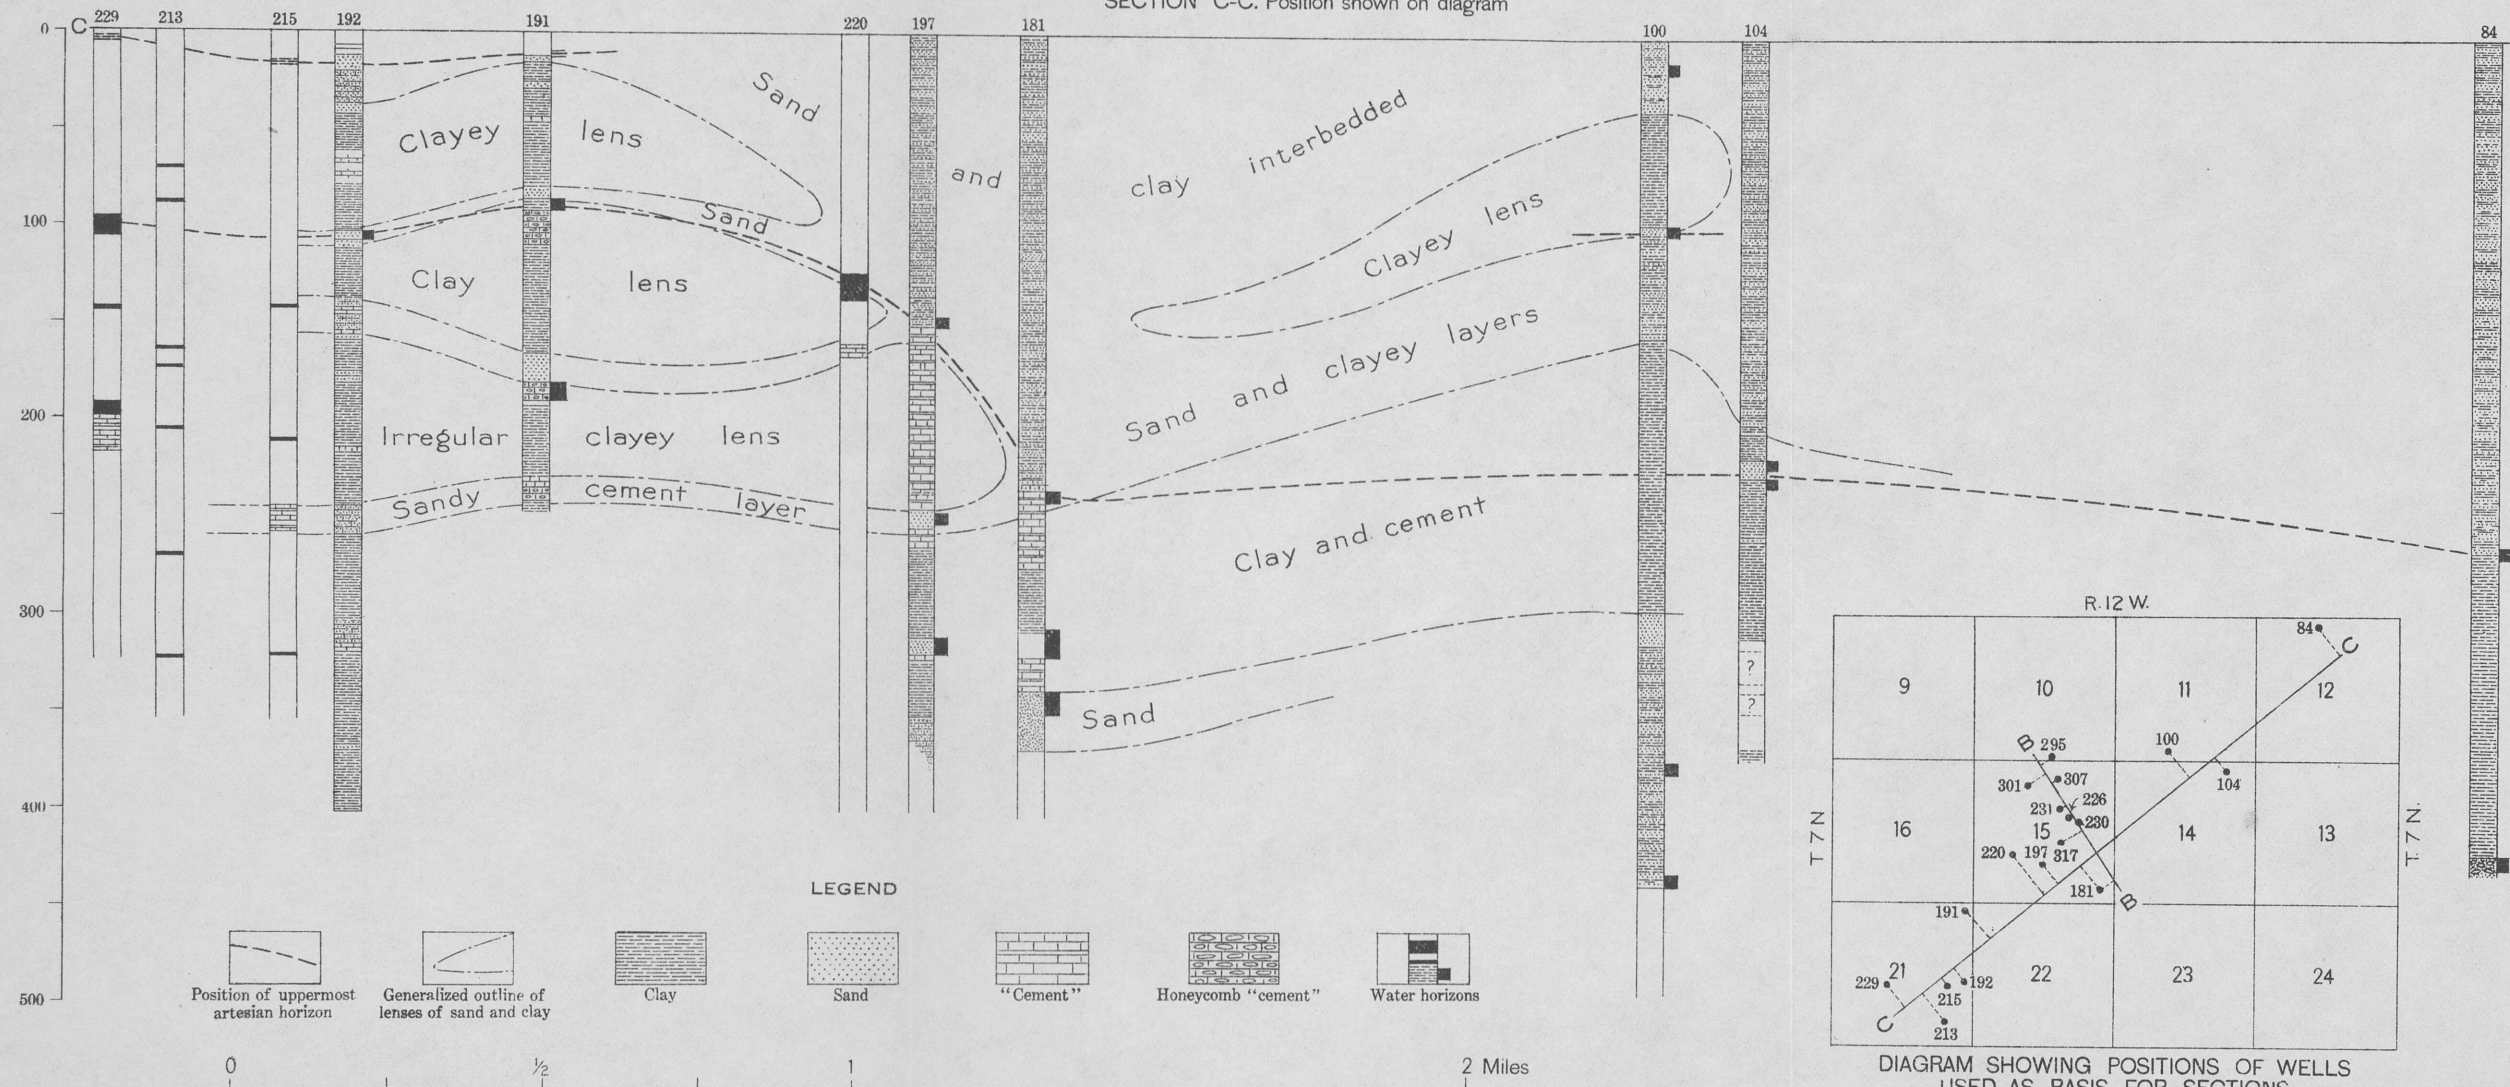 SECTION C-C. Position shown on diagram
C 229 213 215 192 191 220 197 181 100 104 84
0
100
200
300
400
500
Sand
and
clay
interbedded
Clayey lens
Sand
Clay lens
Clayey lens
Sand and clayey layers
Irregular clayey lens
Sandy cement layer
Clay and cement
Sand
?
?
LEGEND
Position of uppermost
artesian horizon
Generalized outline of
lenses of sand and clay
Clay
Sand
"Cement"
Honeycomb "cement"
Water horizons
0 1/2 1 2 Miles
R. 12 W.
84
C
9 10 11 12
B 295 100
301 307 104
231 226
T 7 N 16 15 230 14 13 T. 7 N.
220 197 317
181
B
191
21 22 23 24
229 192
215
C 213
DIAGRAM SHOWING POSITIONS OF WELLS
USED AS BASIS FOR SECTIONS